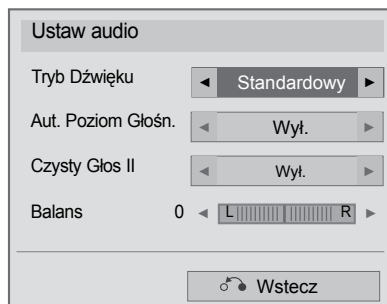 Ustaw audio
Tryb Dźwięku ◄ Standardowy ►
Aut. Poziom Głośn. ◄ Wył. ►
Czysty Głos II ◄ Wył. ►
Balans 0 ◄ L R ►
Wstecz